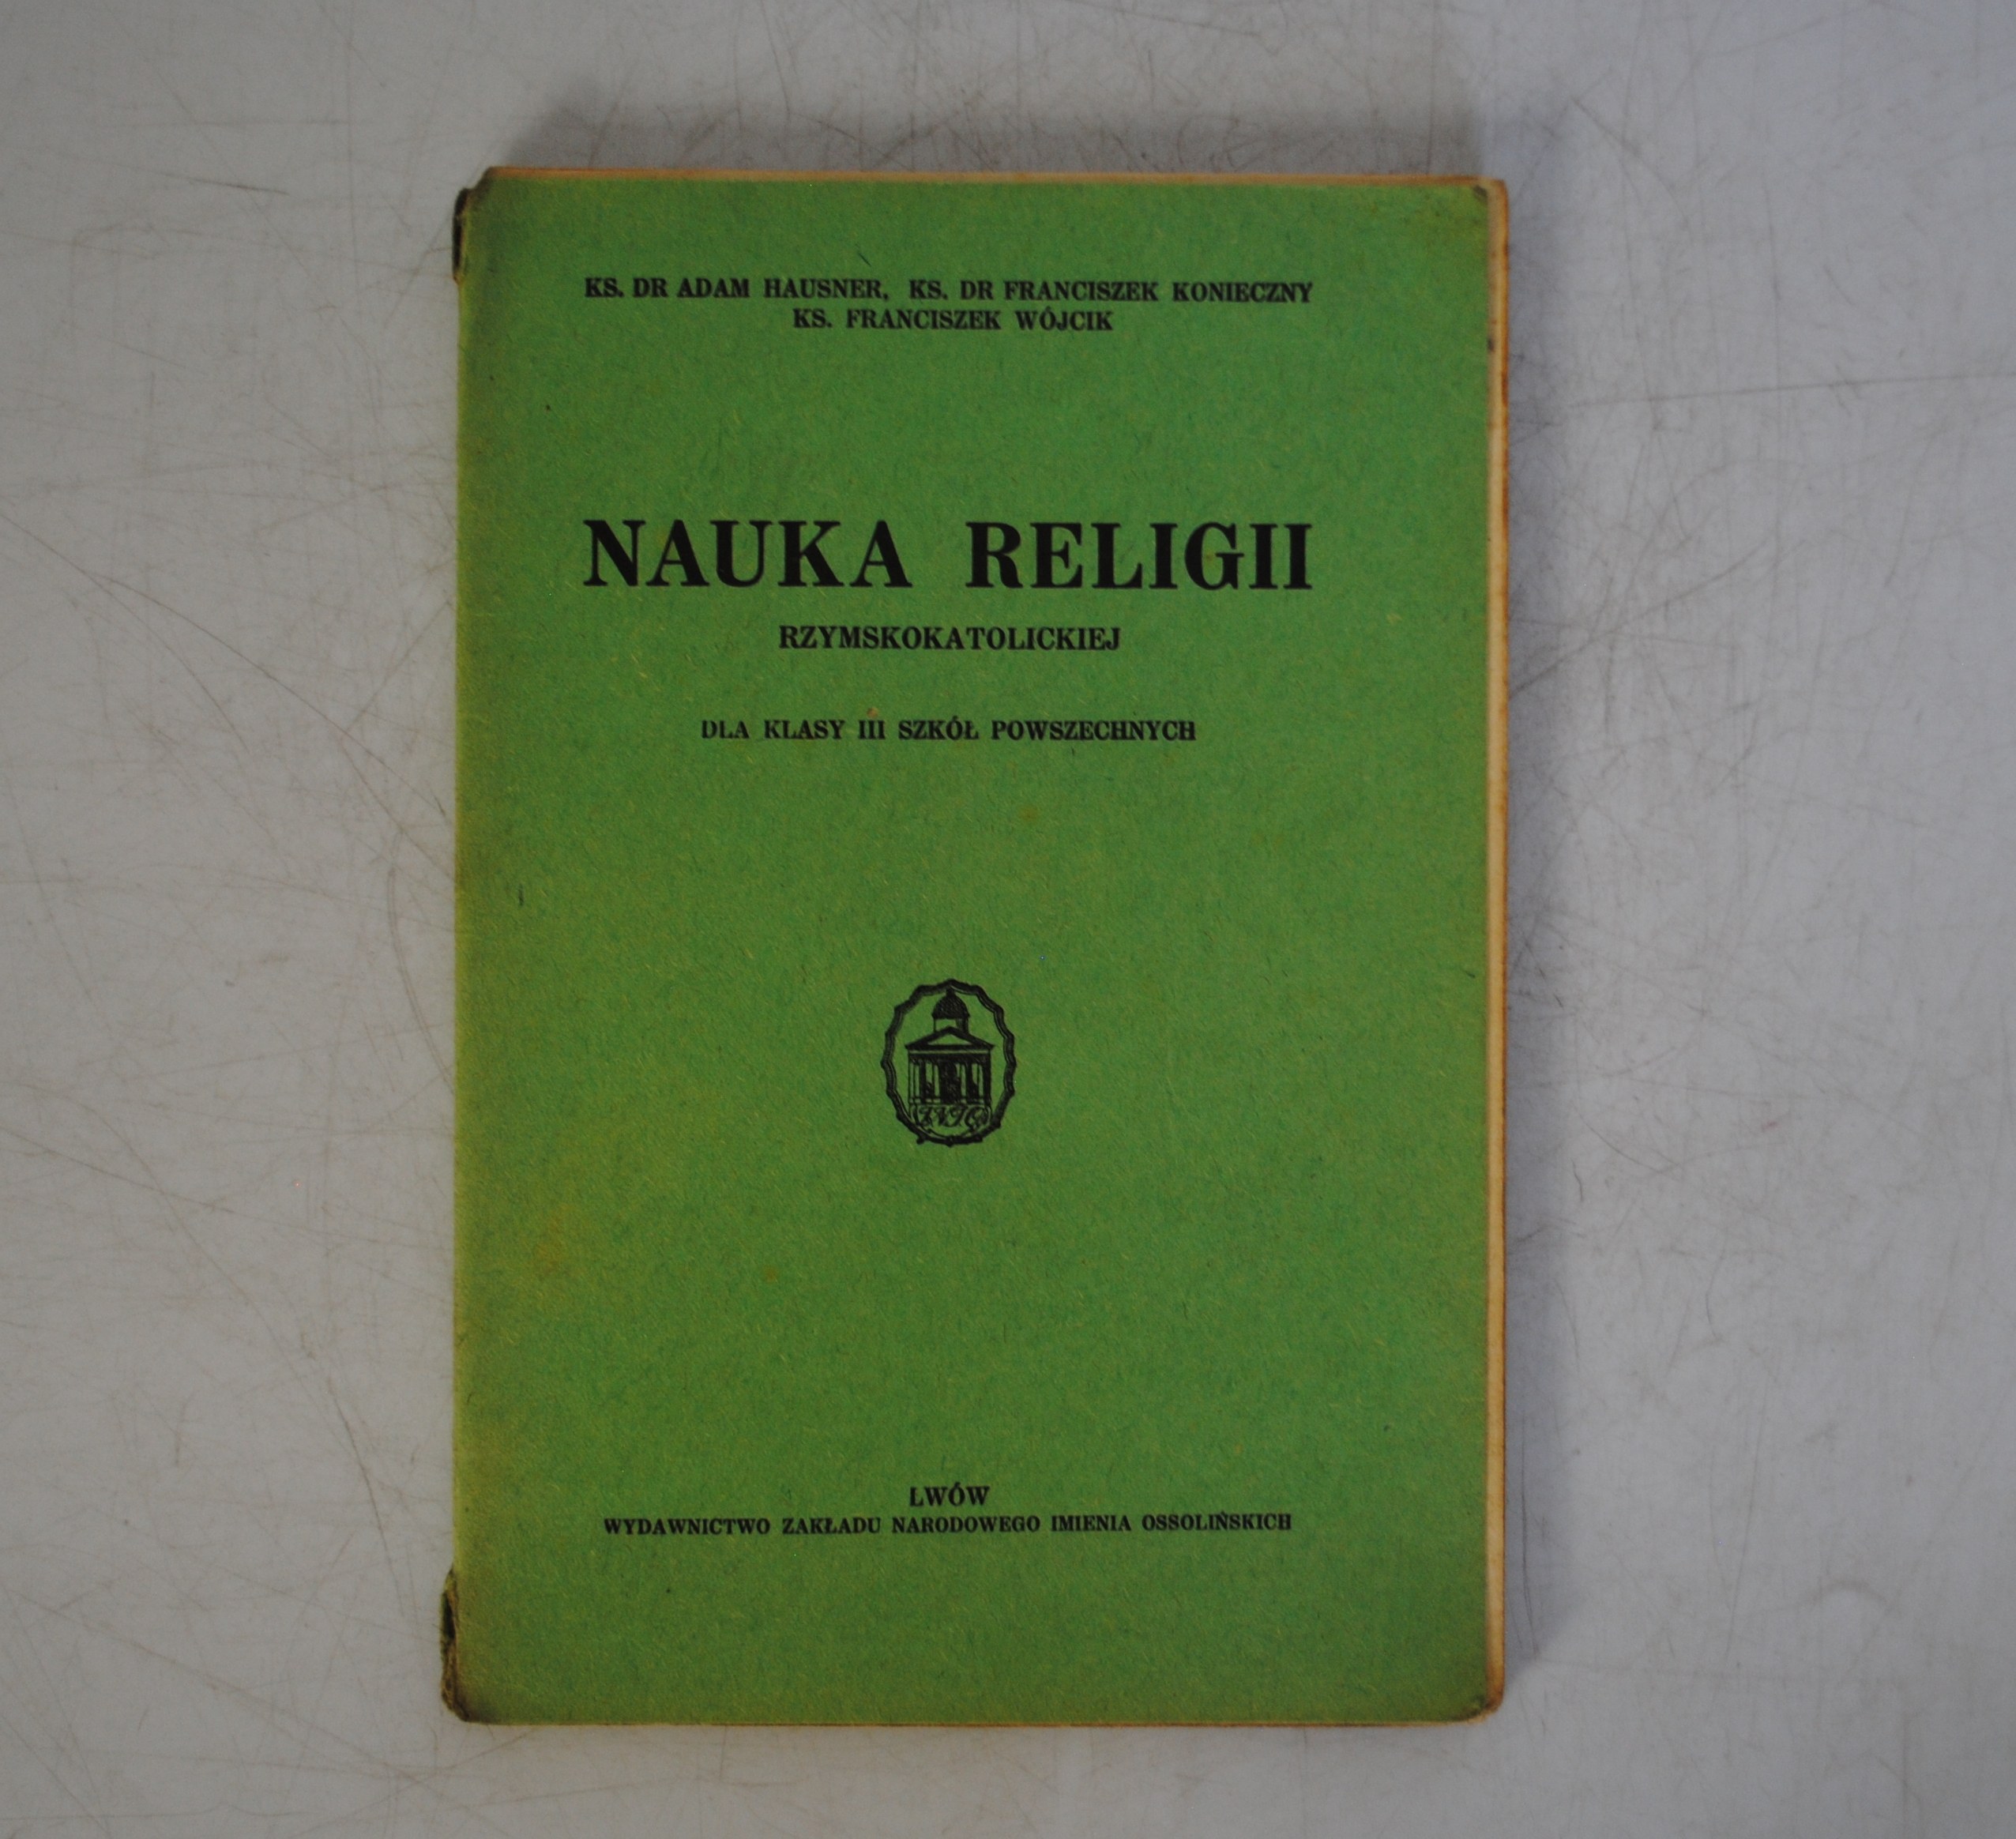 KS. DR ADAM HAUSNER, KS. DR FRANCISZEK KONIECZNY
KS. FRANCISZEK WÓJCIK
NAUKA RELIGII
RZYMSKOKATOLICKIEJ
DLA KLASY III SZKÓŁ POWSZECHNYCH
LWÓW
WYDAWNICTWO ZAKŁADU NARODOWEGO IMIENIA OSSOLIŃSKICH